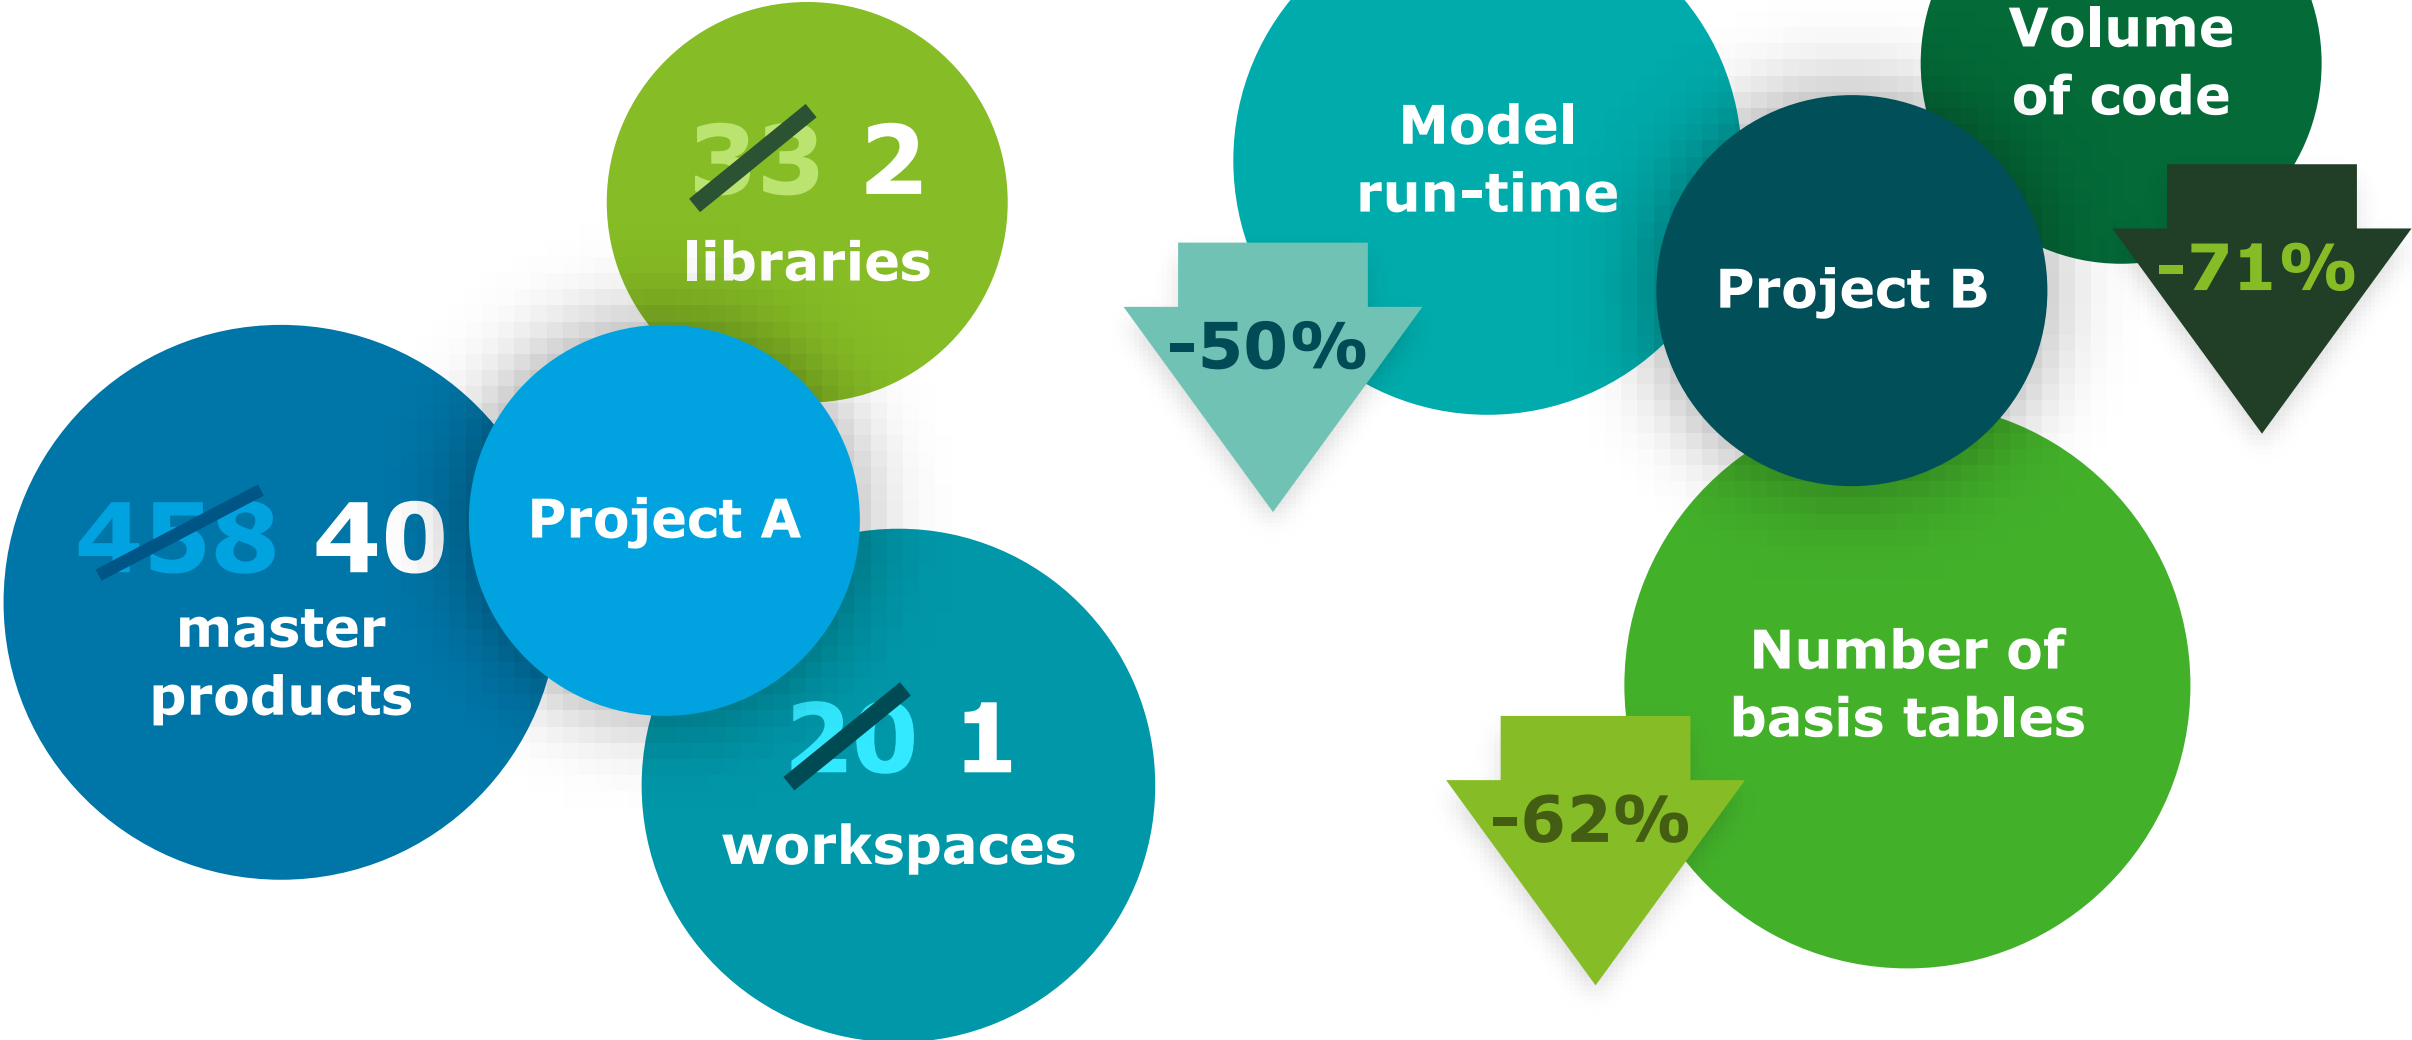 33 2
libraries
458 40
master
products
Project A
20 1
workspaces
Model
run-time
-50%
Project B
Volume
of code
-71%
Number of
basis tables
-62%